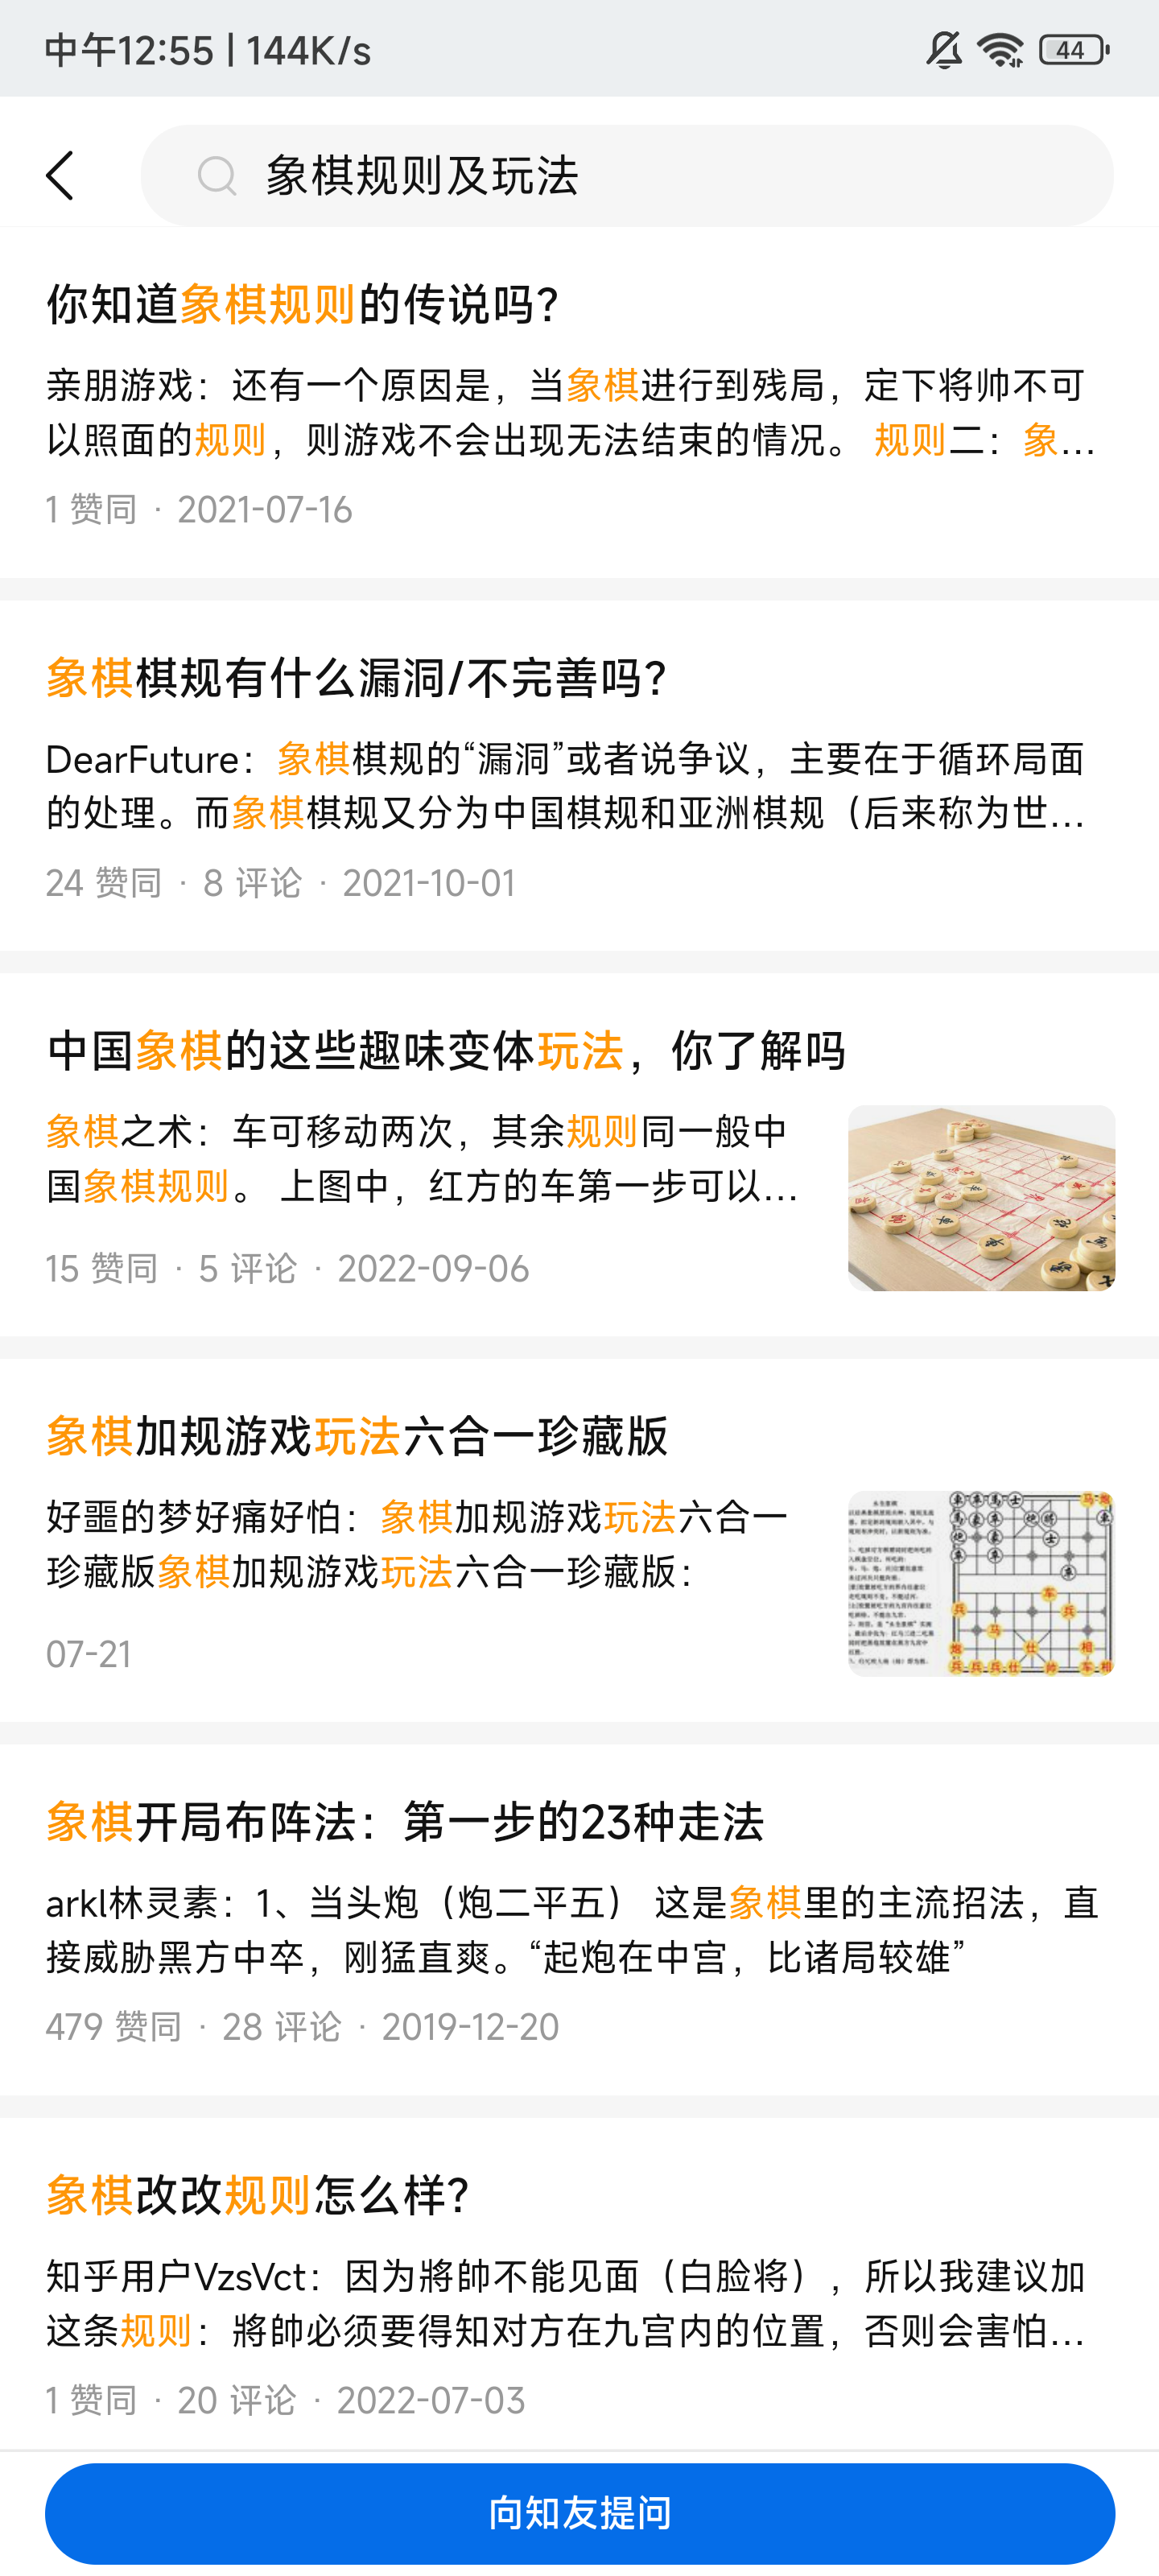 中午12:55 | 144K/s
44
象棋规则及玩法
你知道象棋规则的传说吗？
亲朋游戏：还有一个原因是，当象棋进行到残局，定下将帅不可
以照面的规则，则游戏不会出现无法结束的情况。 规则二：象...
1 赞同 · 2021-07-16
象棋棋规有什么漏洞/不完善吗？
DearFuture：象棋棋规的“漏洞”或者说争议，主要在于循环局面
的处理。而象棋棋规又分为中国棋规和亚洲棋规（后来称为世...
24 赞同 · 8 评论 · 2021-10-01
中国象棋的这些趣味变体玩法，你了解吗
象棋之术：车可移动两次，其余规则同一般中
国象棋规则。 上图中，红方的车第一步可以...
15 赞同 · 5 评论 · 2022-09-06
象棋加规游戏玩法六合一珍藏版
好噩的梦好痛好怕：象棋加规游戏玩法六合一
珍藏版象棋加规游戏玩法六合一珍藏版：
07-21
象棋开局布阵法：第一步的23种走法
arkl林灵素：1、当头炮（炮二平五） 这是象棋里的主流招法，直
接威胁黑方中卒，刚猛直爽。“起炮在中宫，比诸局较雄”
479 赞同 · 28 评论 · 2019-12-20
象棋改改规则怎么样？
知乎用户VzsVct：因为將帥不能见面（白脸将），所以我建议加
这条规则：將帥必须要得知对方在九宫内的位置，否则会害怕...
1 赞同 · 20 评论 · 2022-07-03
向知友提问